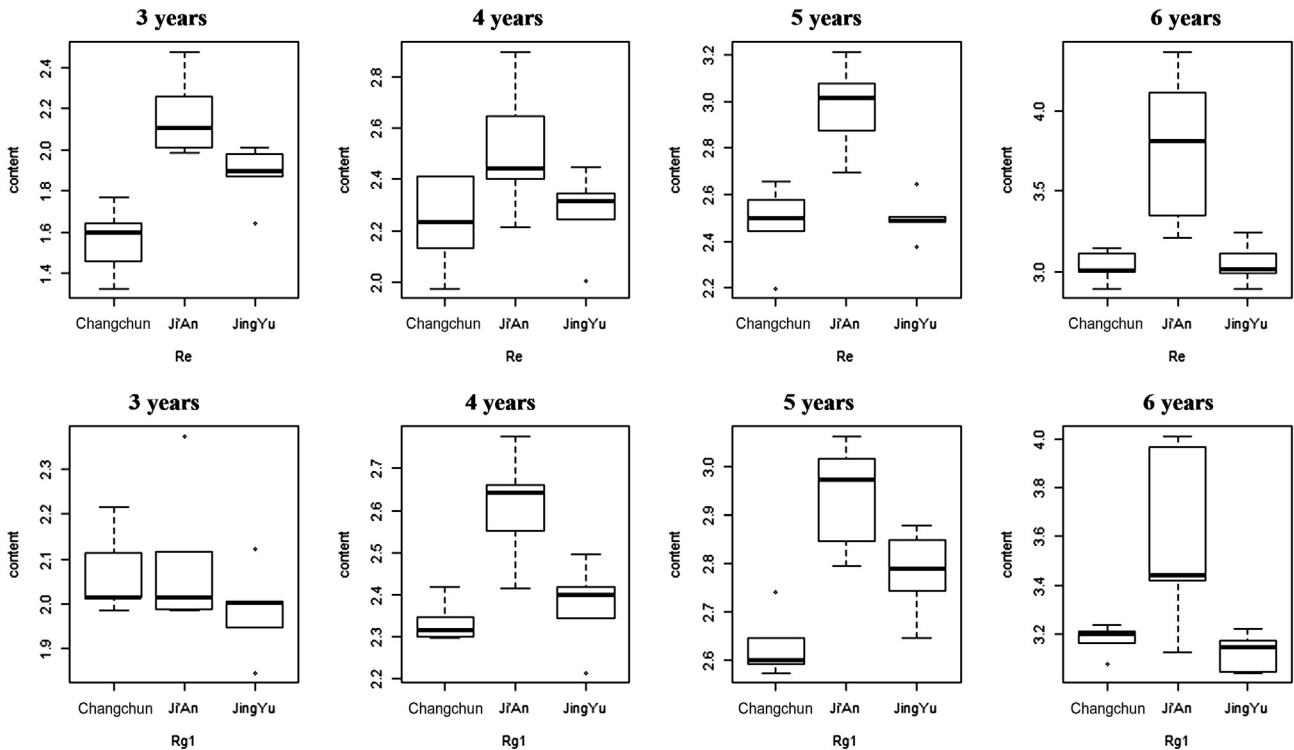 3 years 4 years 5 years 6 years
content 2.4 2.2 2.0 1.8 1.6 1.4
content 2.8 2.6 2.4 2.2 2.0
content 3.2 3.0 2.8 2.6 2.4 2.2
content 4.0 3.5 3.0
Changchun Ji'An JingYu Changchun Ji'An JingYu Changchun Ji'An JingYu Changchun Ji'An JingYu
Re Re Re Re
3 years 4 years 5 years 6 years
content 2.3 2.2 2.1 2.0 1.9
content 2.7 2.6 2.5 2.4 2.3 2.2
content 3.0 2.9 2.8 2.7 2.6
content 4.0 3.8 3.6 3.4 3.2
Changchun Ji'An JingYu Changchun Ji'An JingYu Changchun Ji'An JingYu Changchun Ji'An JingYu
Rg1 Rg1 Rg1 Rg1